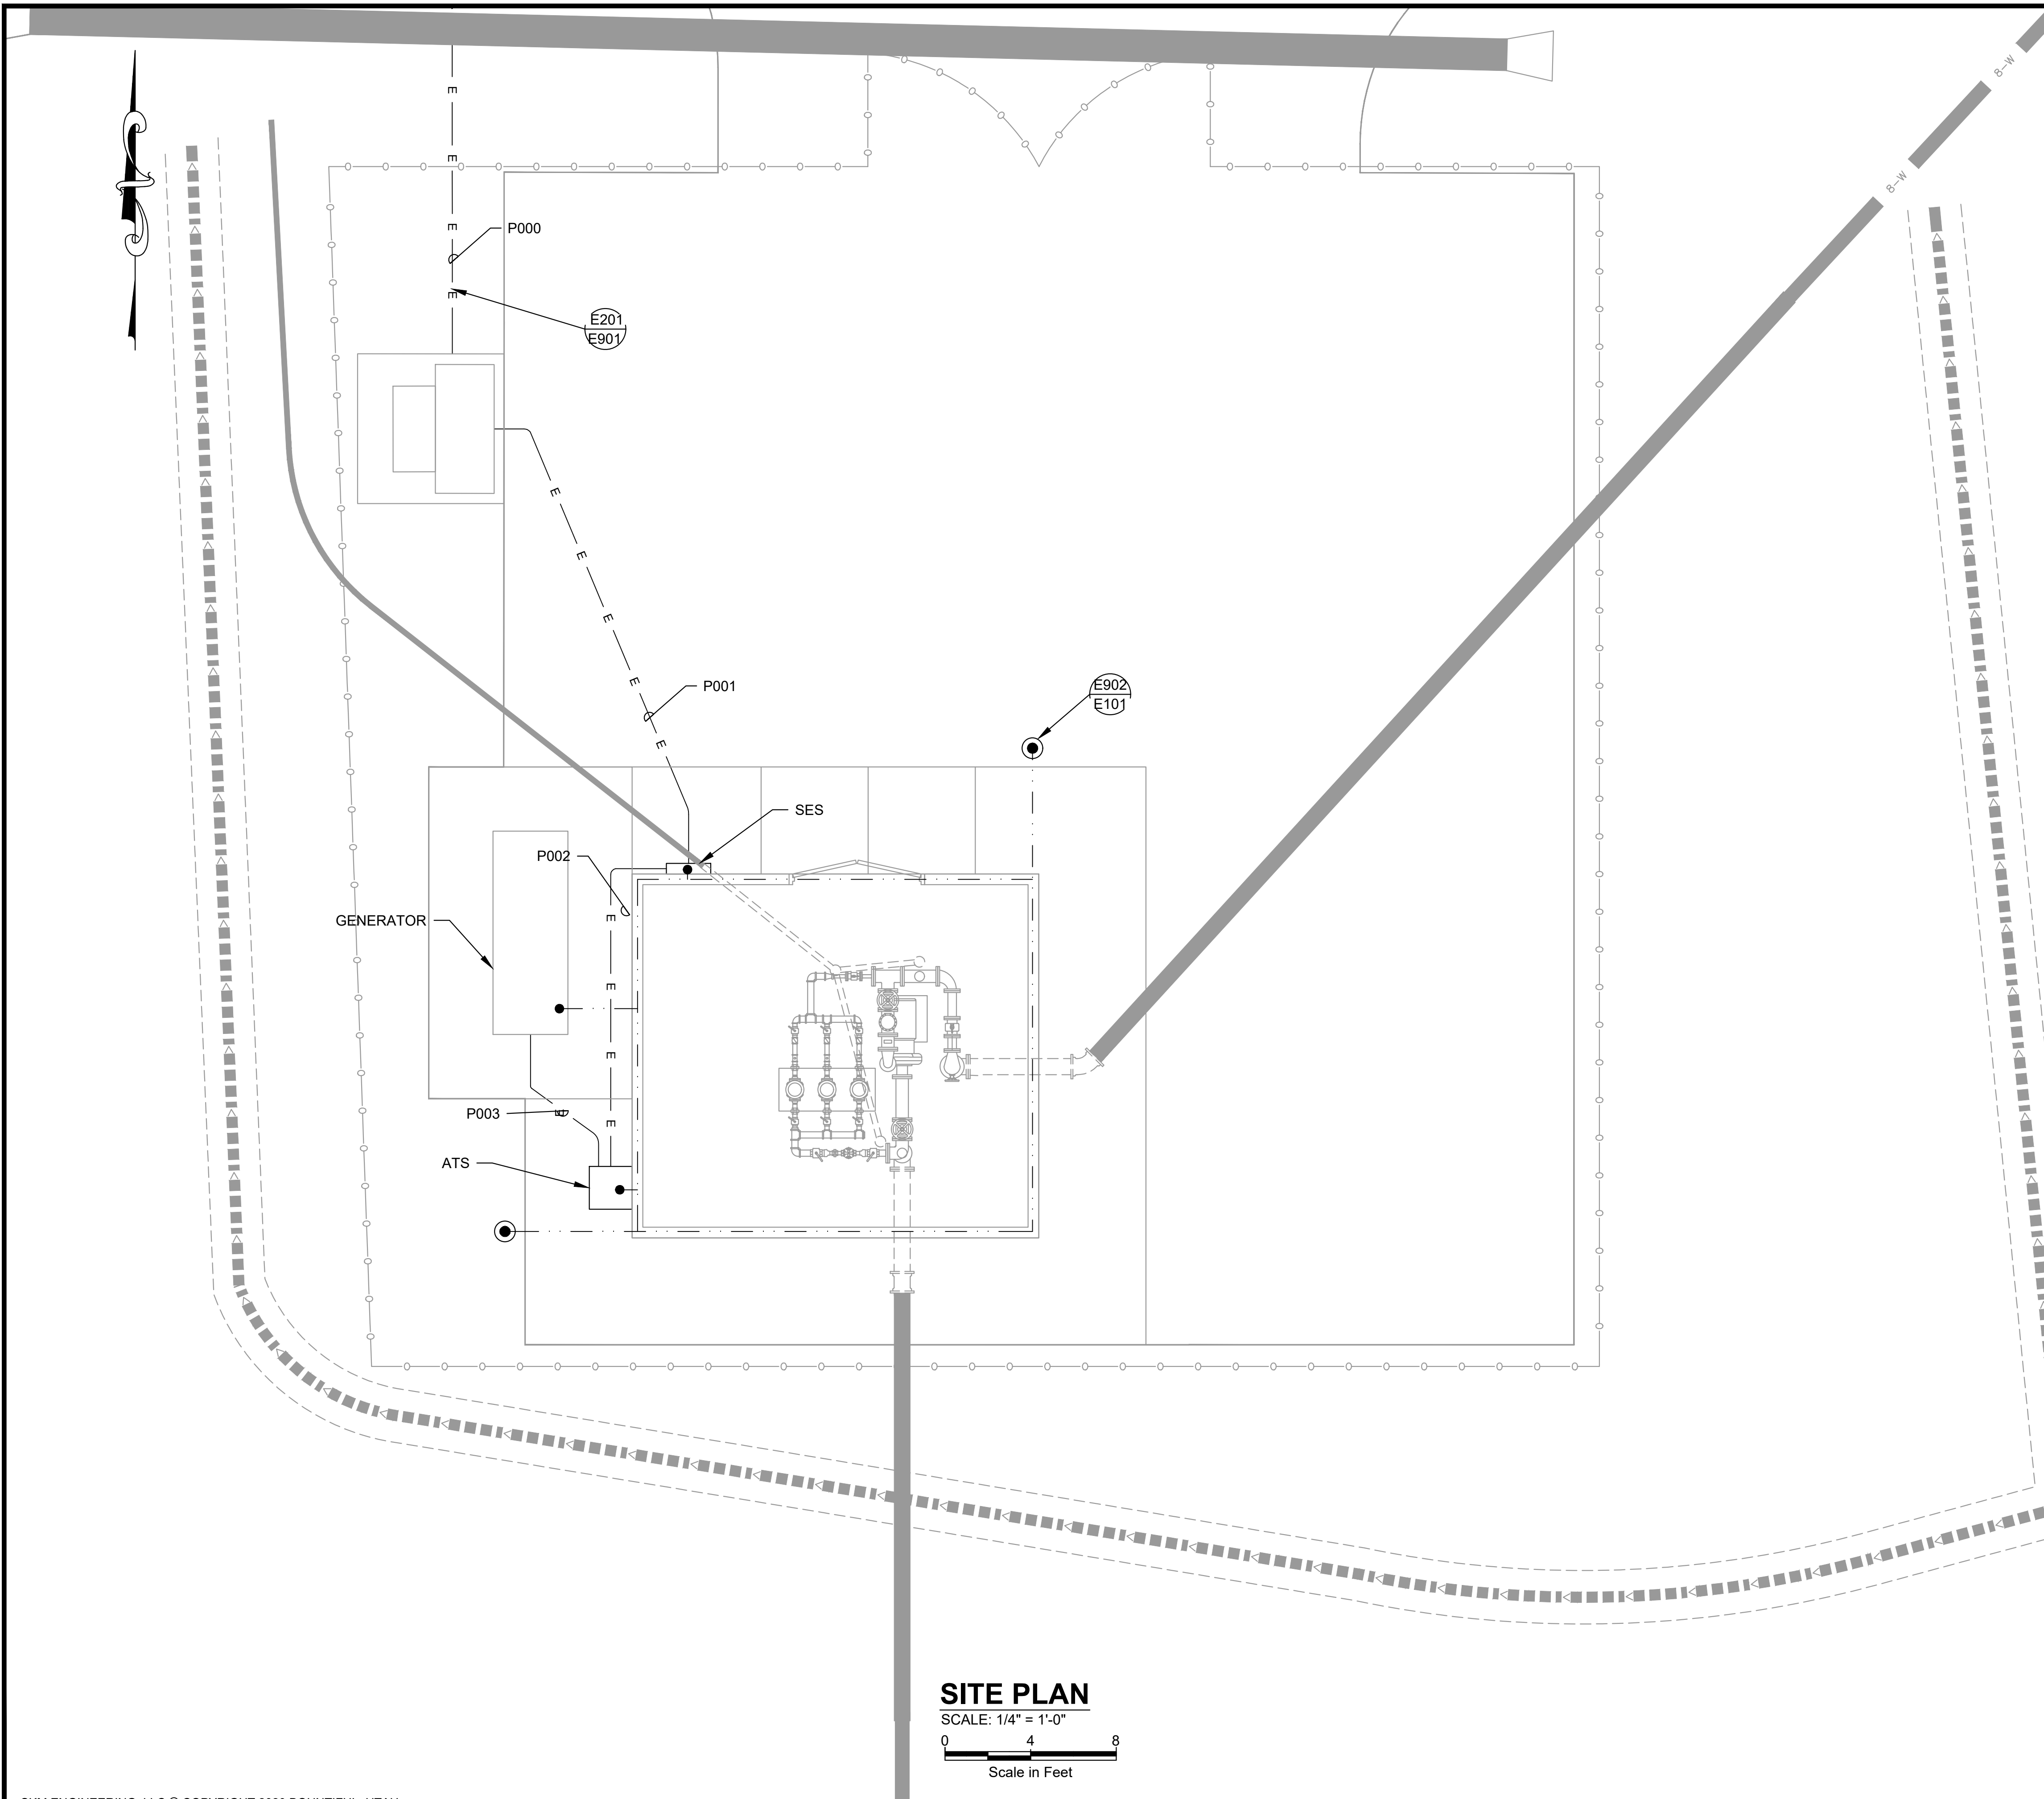 8-W
8-W
E
E
E
P000
E
E201
E901
E
E
E
E
P001
E
E902
E101
SES
P002
GENERATOR
E
E
E
P003
E
E
ATS
SITE PLAN
SCALE: 1/4" = 1'-0"
0 4 8
Scale in Feet